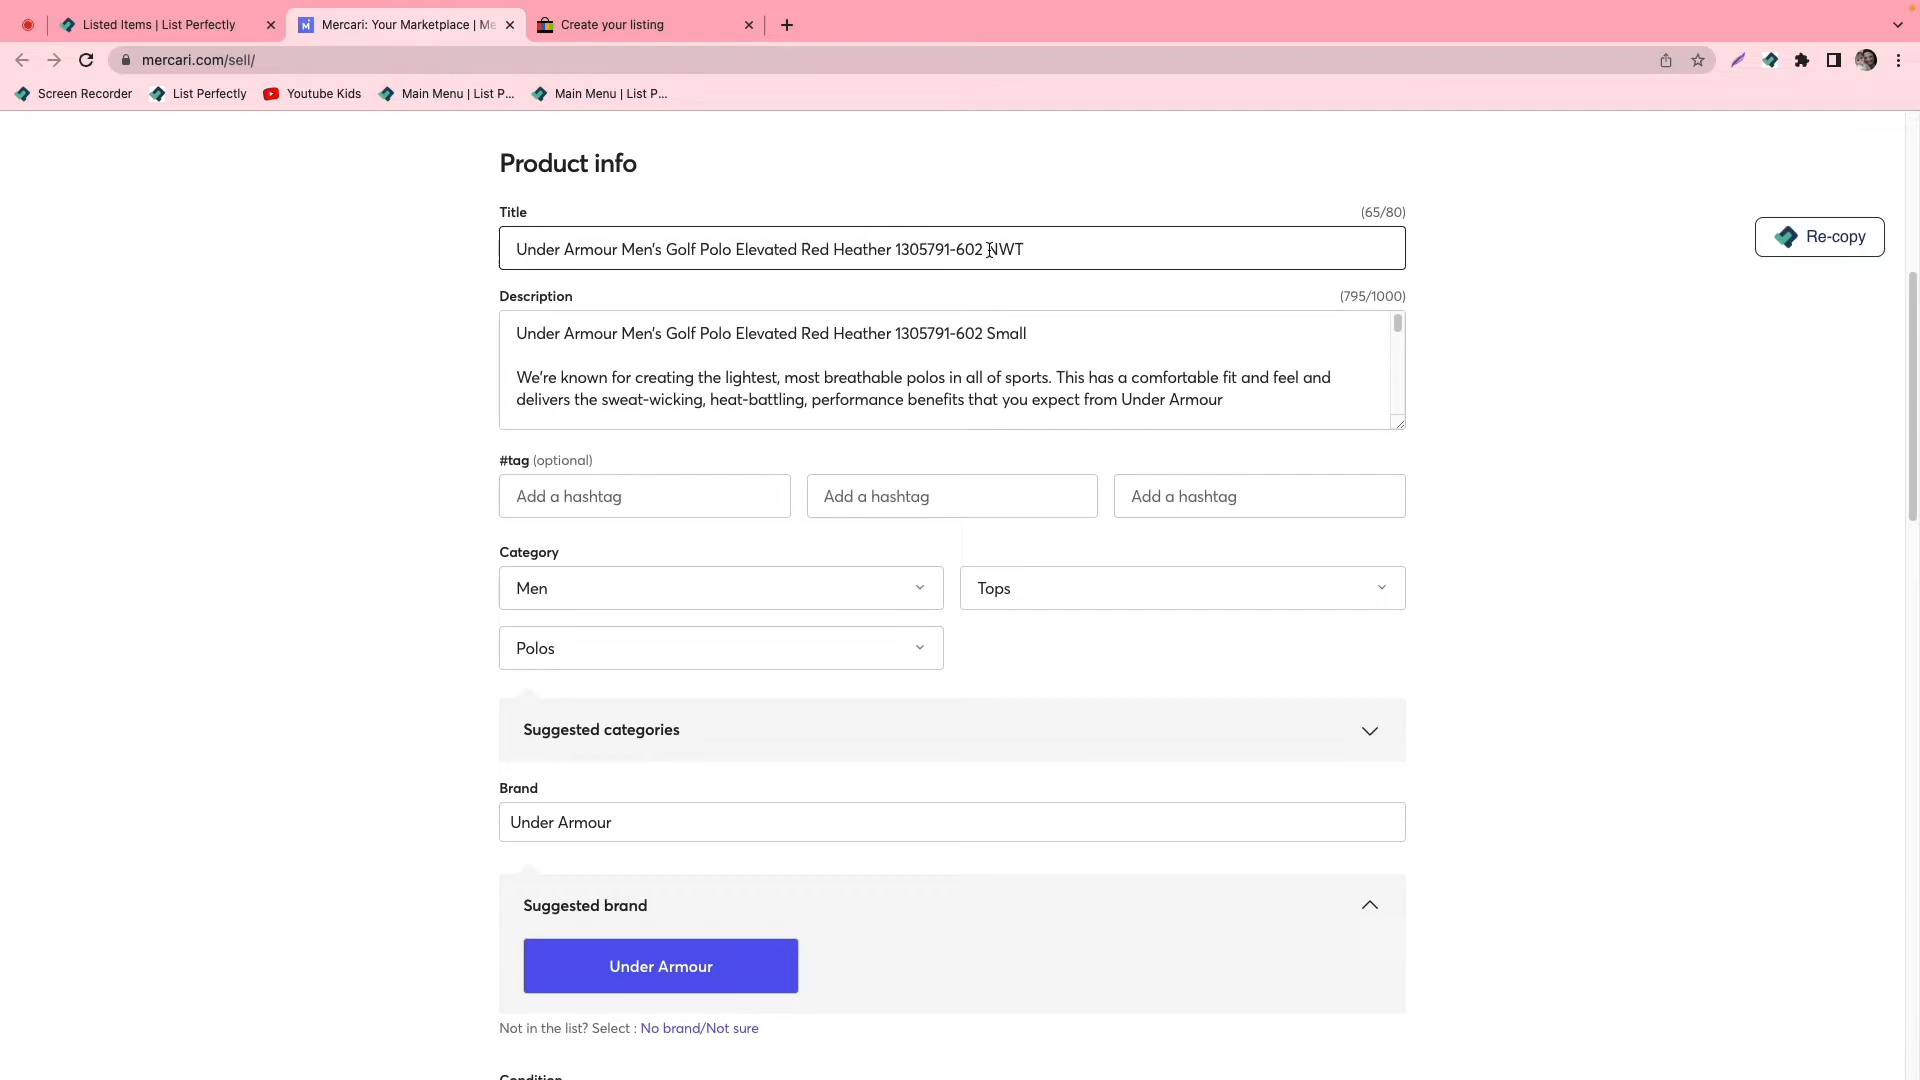 Listed Items | List Perfectly
Mercari: Your Marketplace | Me
Create your listing
mercari.com/sell/
Screen Recorder
List Perfectly
Youtube Kids
Main Menu | List P...
Main Menu | List P...
Product info
Title
(65/80)
Under Armour Men's Golf Polo Elevated Red Heather 1305791-602 NWT
Re-copy
Description
(795/1000)
Under Armour Men's Golf Polo Elevated Red Heather 1305791-602 Small
We're known for creating the lightest, most breathable polos in all of sports. This has a comfortable fit and feel and
delivers the sweat-wicking, heat-battling, performance benefits that you expect from Under Armour
#tag (optional)
Add a hashtag
Add a hashtag
Add a hashtag
Category
Men
Tops
Polos
Suggested categories
Brand
Under Armour
Suggested brand
Under Armour
Not in the list? Select : No brand/Not sure
Condition